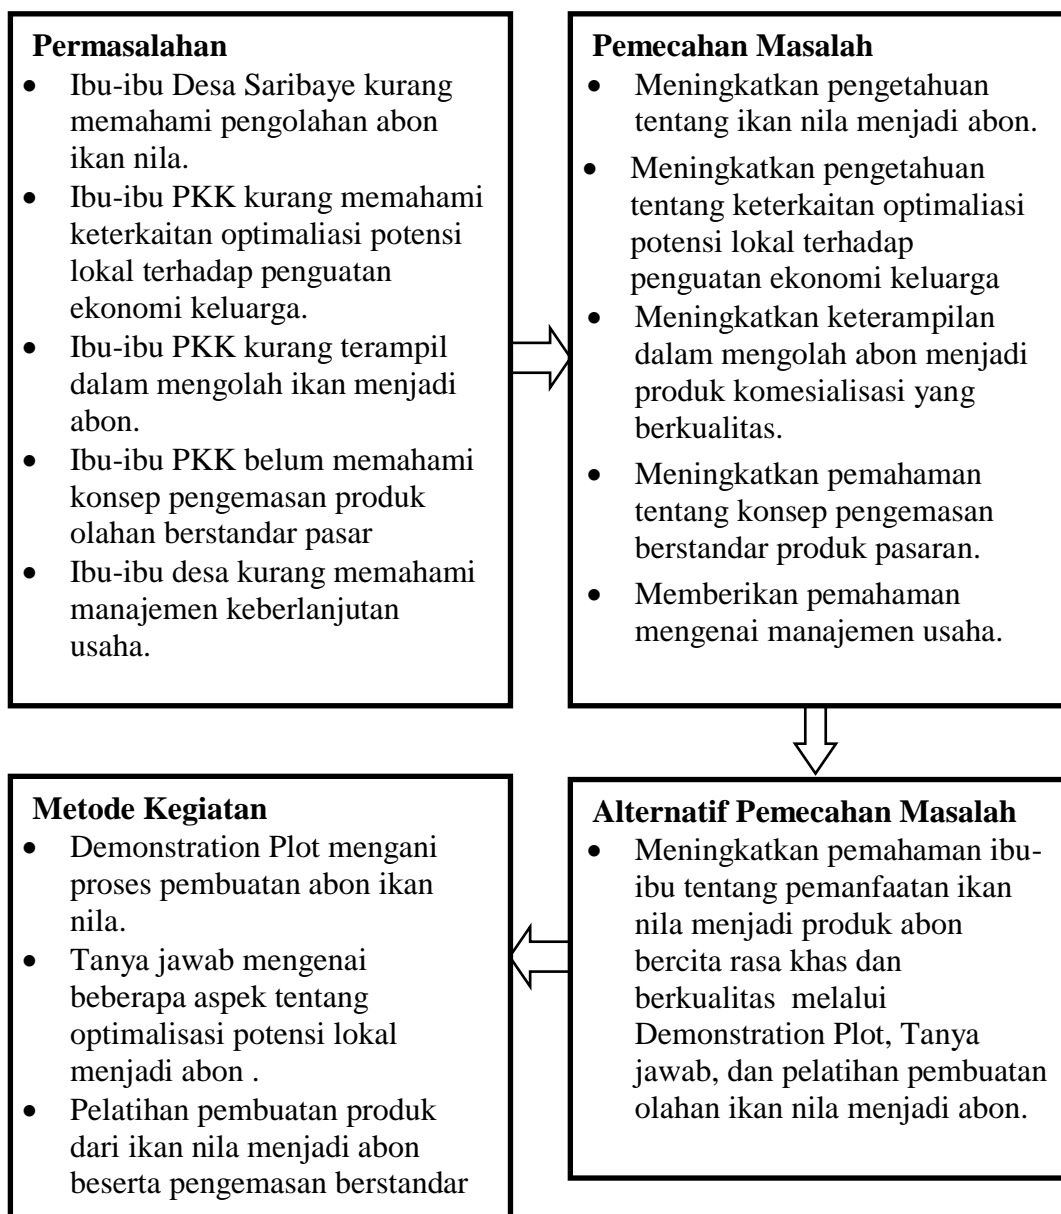 Permasalahan
• Ibu-ibu Desa Saribaye kurang
memahami pengolahan abon
ikan nila.
• Ibu-ibu PKK kurang memahami
keterkaitan optimaliasi potensi
lokal terhadap penguatan
ekonomi keluarga.
• Ibu-ibu PKK kurang terampil
dalam mengolah ikan menjadi
abon.
• Ibu-ibu PKK belum memahami
konsep pengemasan produk
olahan berstandar pasar
• Ibu-ibu desa kurang memahami
manajemen keberlanjutan
usaha.
Pemecahan Masalah
• Meningkatkan pengetahuan
tentang ikan nila menjadi abon.
• Meningkatkan pengetahuan
tentang keterkaitan optimaliasi
potensi lokal terhadap
penguatan ekonomi keluarga
• Meningkatkan keterampilan
dalam mengolah abon menjadi
produk komesialisasi yang
berkualitas.
• Meningkatkan pemahaman
tentang konsep pengemasan
berstandar produk pasaran.
• Memberikan pemahaman
mengenai manajemen usaha.
Alternatif Pemecahan Masalah
• Meningkatkan pemahaman ibu-
ibu tentang pemanfaatan ikan
nila menjadi produk abon
bercita rasa khas dan
berkualitas melalui
Demonstration Plot, Tanya
jawab, dan pelatihan pembuatan
olahan ikan nila menjadi abon.
Metode Kegiatan
• Demonstration Plot mengani
proses pembuatan abon ikan
nila.
• Tanya jawab mengenai
beberapa aspek tentang
optimalisasi potensi lokal
menjadi abon .
• Pelatihan pembuatan produk
dari ikan nila menjadi abon
beserta pengemasan berstandar